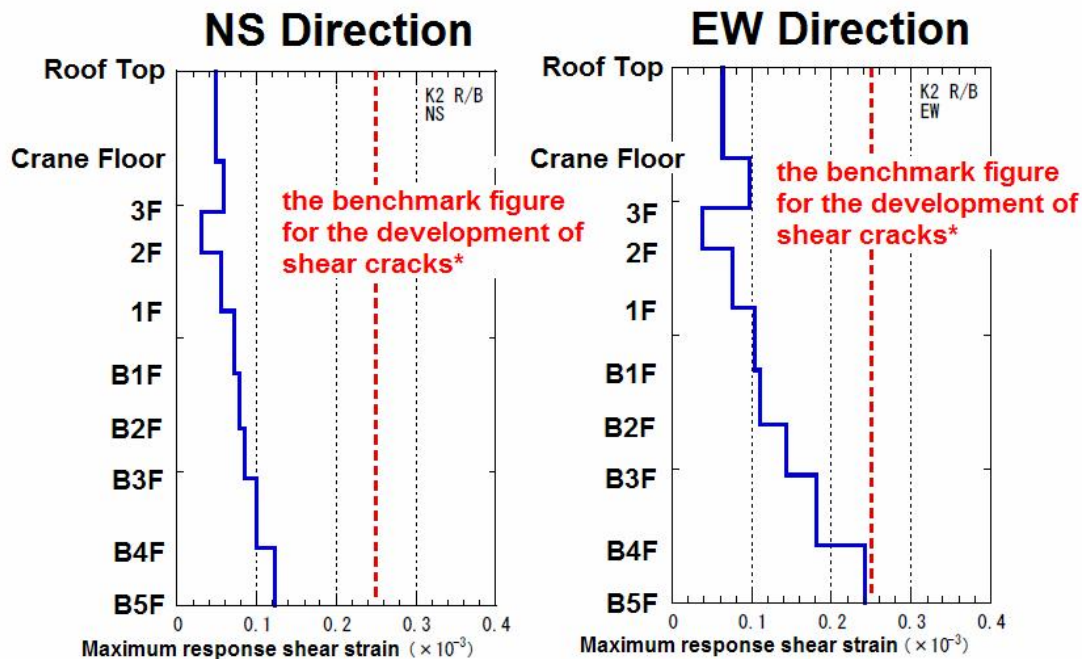 NS Direction
Roof Top
Crane Floor
3F
2F
1F
B1F
B2F
B3F
B4F
B5F
K2 R/B
NS
the benchmark figure
for the development of
shear cracks*
0 0.1 0.2 0.3 0.4
Maximum response shear strain (×10⁻³)
EW Direction
Roof Top
Crane Floor
3F
2F
1F
B1F
B2F
B3F
B4F
B5F
K2 R/B
EW
the benchmark figure
for the development of
shear cracks*
0 0.1 0.2 0.3 0.4
Maximum response shear strain (×10⁻³)